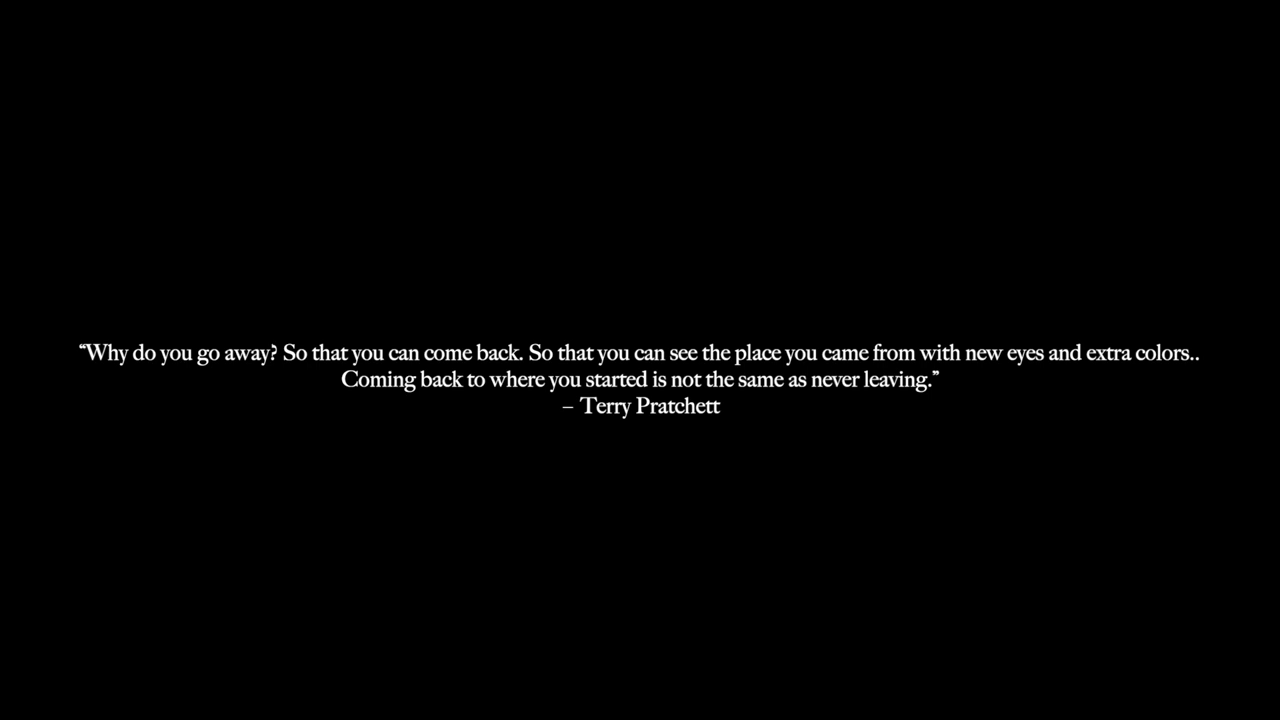 “Why do you go away? So that you can come back. So that you can see the place you came from with new eyes and extra colors..
Coming back to where you started is not the same as never leaving.”
– Terry Pratchett